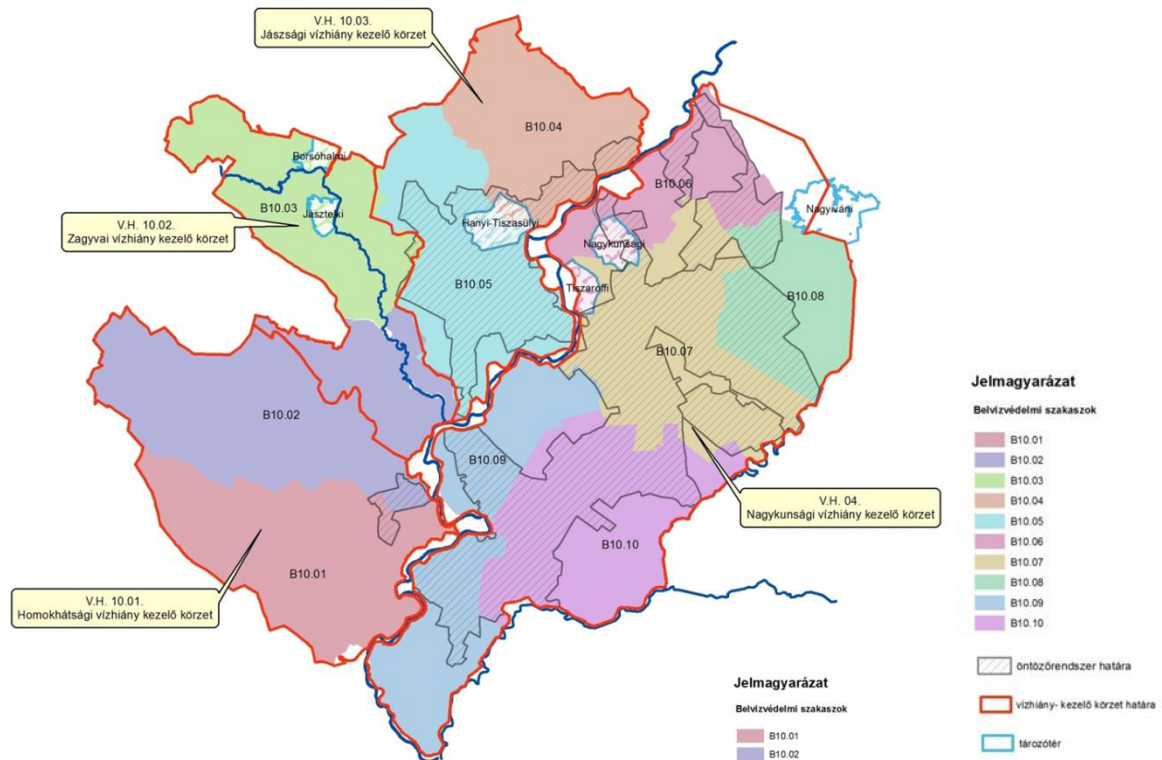 V.H. 10.03.
Jászsági vízhiány kezelő körzet
V.H. 10.02.
Zagyvai vízhiány kezelő körzet
B10.04
Borsóhalmi
B10.03
Jásztelki
B10.06
Hanyi-Tiszasülyi
Nagykunsági
Nagyiváni
Tiszaroffi
B10.05
B10.08
B10.07
B10.02
B10.09
V.H. 04.
Nagykunsági vízhiány kezelő körzet
B10.10
B10.01
V.H. 10.01.
Homokhátsági vízhiány kezelő körzet
Jelmagyarázat
Belvízvédelmi szakaszok
B10.01
B10.02
B10.03
B10.04
B10.05
B10.06
B10.07
B10.08
B10.09
B10.10
öntözőrendszer határa
vízhiány- kezelő körzet határa
tározótér
Jelmagyarázat
Belvízvédelmi szakaszok
B10.01
B10.02